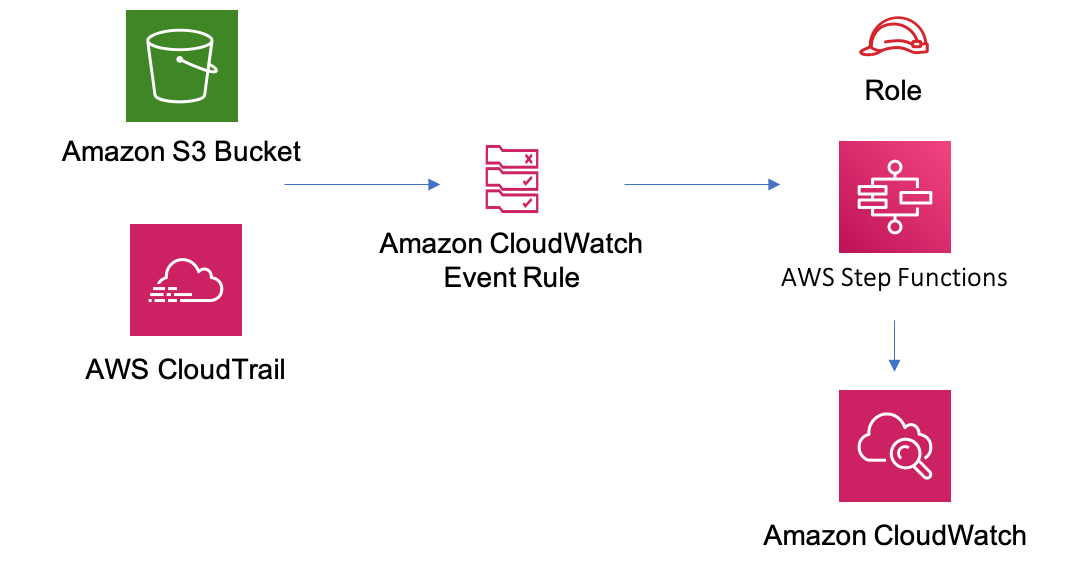 Amazon S3 Bucket
AWS CloudTrail
Amazon CloudWatch
Event Rule
Role
AWS Step Functions
Amazon CloudWatch